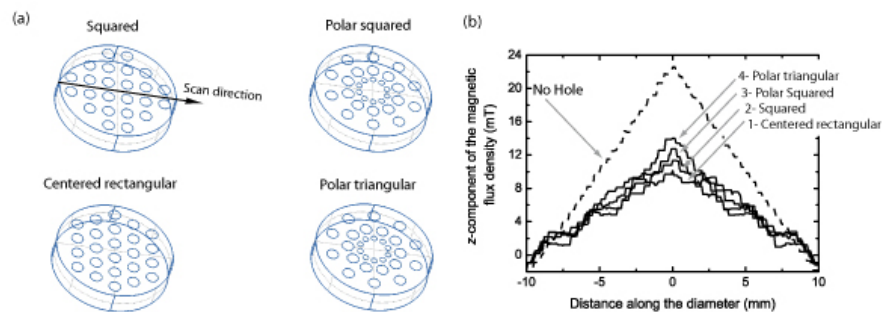 (a)
Squared
Polar squared
Scan direction
Centered rectangular
Polar triangular
(b)
24
20
16
12
8
4
0
-10
-5
0
5
10
z-component of the magnetic
flux density (mT)
Distance along the diameter (mm)
No Hole
4- Polar triangular
3- Polar Squared
2- Squared
1- Centered rectangular